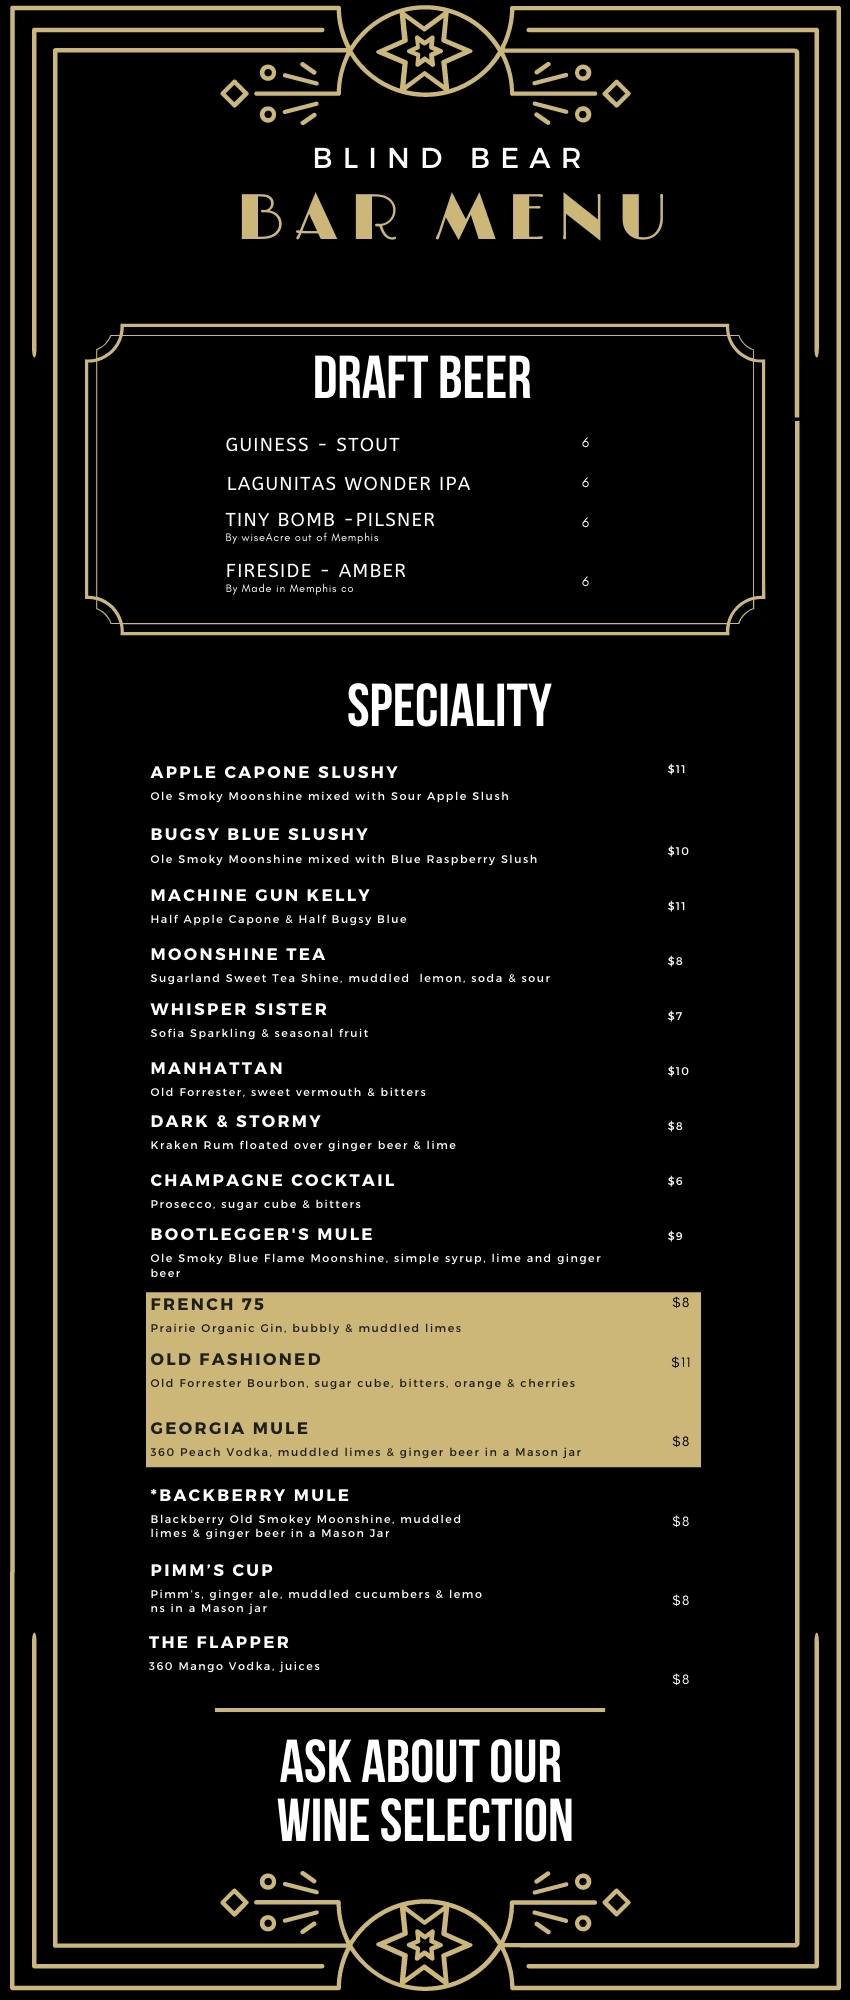 BLIND BEAR
BAR MENU
DRAFT BEER
GUINESS - STOUT 6
LAGUNITAS WONDER IPA 6
TINY BOMB -PILSNER 6
By wiseAcre out of Memphis
FIRESIDE - AMBER 6
By Made in Memphis co
SPECIALITY
APPLE CAPONE SLUSHY $11
Ole Smoky Moonshine mixed with Sour Apple Slush
BUGSY BLUE SLUSHY $10
Ole Smoky Moonshine mixed with Blue Raspberry Slush
MACHINE GUN KELLY $11
Half Apple Capone & Half Bugsy Blue
MOONSHINE TEA $8
Sugarland Sweet Tea Shine, muddled lemon, soda & sour
WHISPER SISTER $7
Sofia Sparkling & seasonal fruit
MANHATTAN $10
Old Forrester, sweet vermouth & bitters
DARK & STORMY $8
Kraken Rum floated over ginger beer & lime
CHAMPAGNE COCKTAIL $6
Prosecco, sugar cube & bitters
BOOTLEGGER'S MULE $9
Ole Smoky Blue Flame Moonshine, simple syrup, lime and ginger
beer
FRENCH 75 $8
Prairie Organic Gin, bubbly & muddled limes
OLD FASHIONED $11
Old Forrester Bourbon, sugar cube, bitters, orange & cherries
GEORGIA MULE $8
360 Peach Vodka, muddled limes & ginger beer in a Mason jar
*BACKBERRY MULE
Blackberry Old Smokey Moonshine, muddled $8
limes & ginger beer in a Mason Jar
PIMM’S CUP
Pimm's, ginger ale, muddled cucumbers & lemo $8
ns in a Mason jar
THE FLAPPER
360 Mango Vodka, juices $8
ASK ABOUT OUR
WINE SELECTION